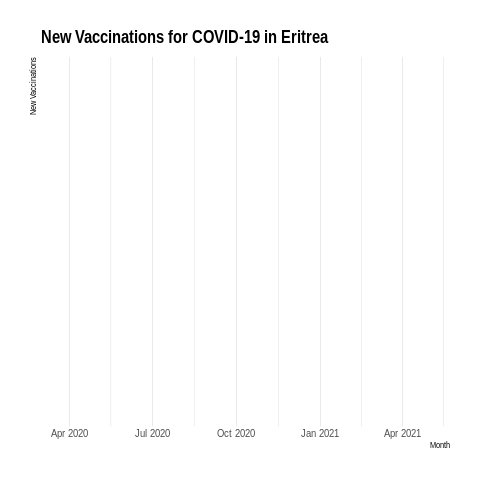 New Vaccinations for COVID-19 in Eritrea
New Vaccinations
Apr 2020 Jul 2020 Oct 2020 Jan 2021 Apr 2021
Month